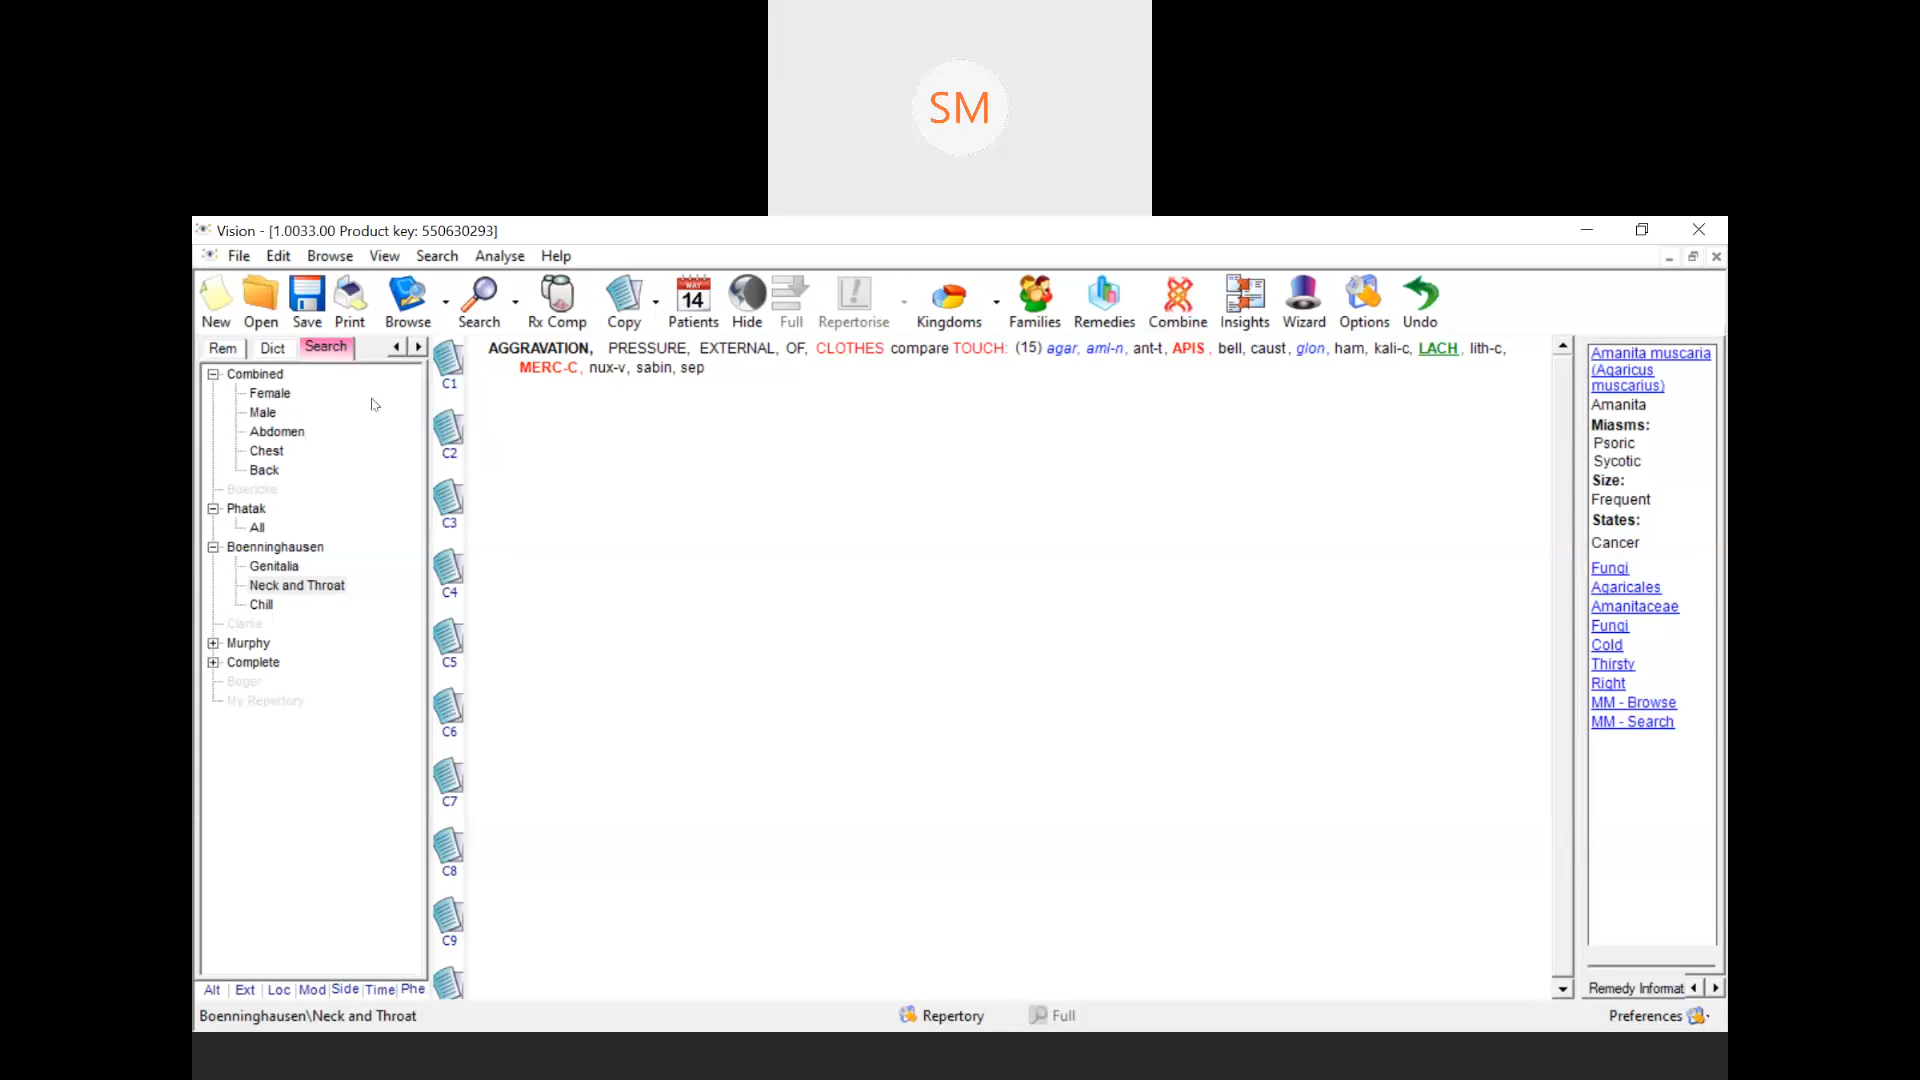 SM
Vision - [1.0033.00 Product key: 550630293]
File Edit Browse View Search Analyse Help
MAY 14
New Open Save Print Browse Search Rx Comp Copy Patients Hide Full Repertorise Kingdoms Families Remedies Combine Insights Wizard Options Undo
Rem Dict Search
Combined
Female
Male
Abdomen
Chest
Back
Boericke
Phatak
All
Boenninghausen
Genitalia
Neck and Throat
Chill
Clarke
Murphy
Complete
Boger
My Repertory
Alt Ext Loc Mod Side Time Phe
C1
C2
C3
C4
C5
C6
C7
C8
C9
AGGRAVATION, PRESSURE, EXTERNAL, OF, CLOTHES compare TOUCH: (15) agar, aml-n, ant-t, APIS, bell, caust, glon, ham, kali-c, LACH, lith-c,
MERC-C, nux-v, sabin, sep
Amanita muscaria
(Agaricus
muscarius)
Amanita
Miasms:
Psoric
Sycotic
Size:
Frequent
States:
Cancer
Fungi
Agaricales
Amanitaceae
Fungi
Cold
Thirsty
Right
MM - Browse
MM - Search
Remedy Informat
Boenninghausen\Neck and Throat
Repertory
Full
Preferences